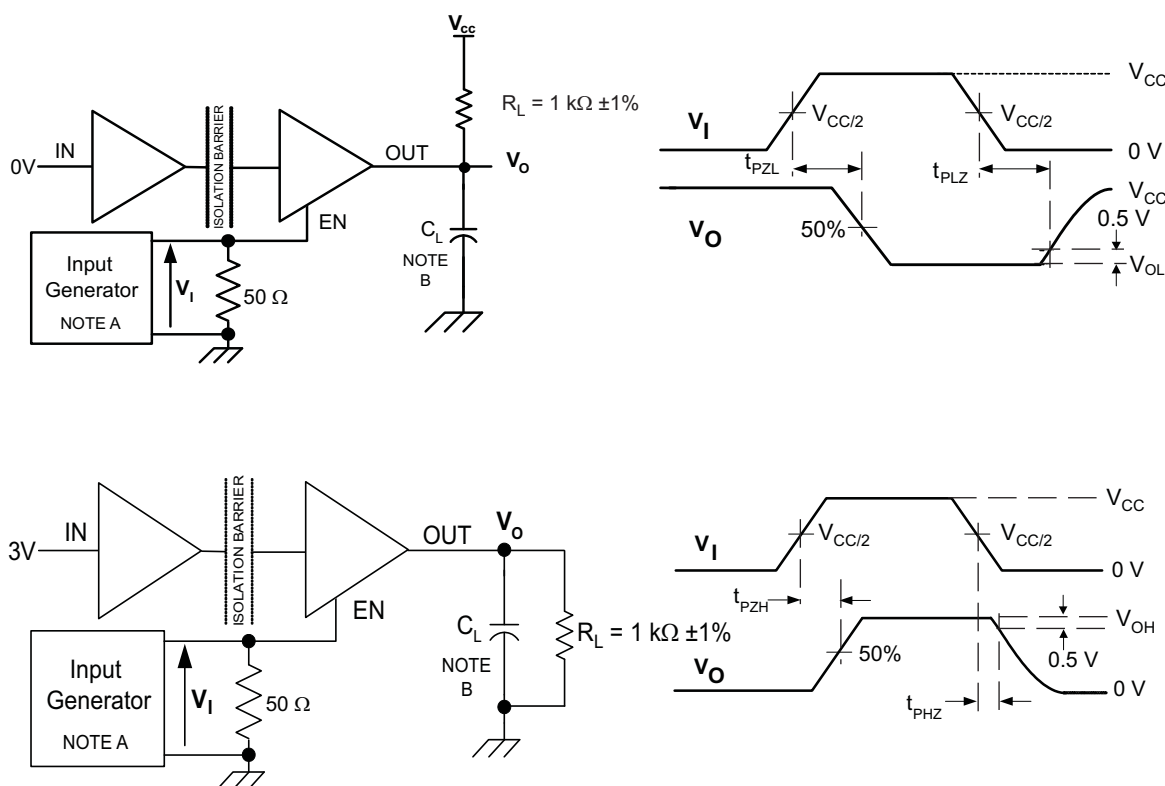 Vcc
RL = 1 kΩ ±1%
0V
IN
ISOLATION BARRIER
OUT
VO
EN
CL
NOTE
B
Input
Generator
NOTE A
VI
50 Ω
VI
VCC/2
VCC/2
VCC
0 V
tPZL
tPLZ
VO
50%
VCC
0.5 V
VOL
3V
IN
ISOLATION BARRIER
OUT
VO
EN
CL
NOTE
B
RL = 1 kΩ ±1%
Input
Generator
NOTE A
VI
50 Ω
VI
VCC/2
VCC/2
VCC
0 V
tPZH
VO
50%
VOH
0.5 V
0 V
tPHZ